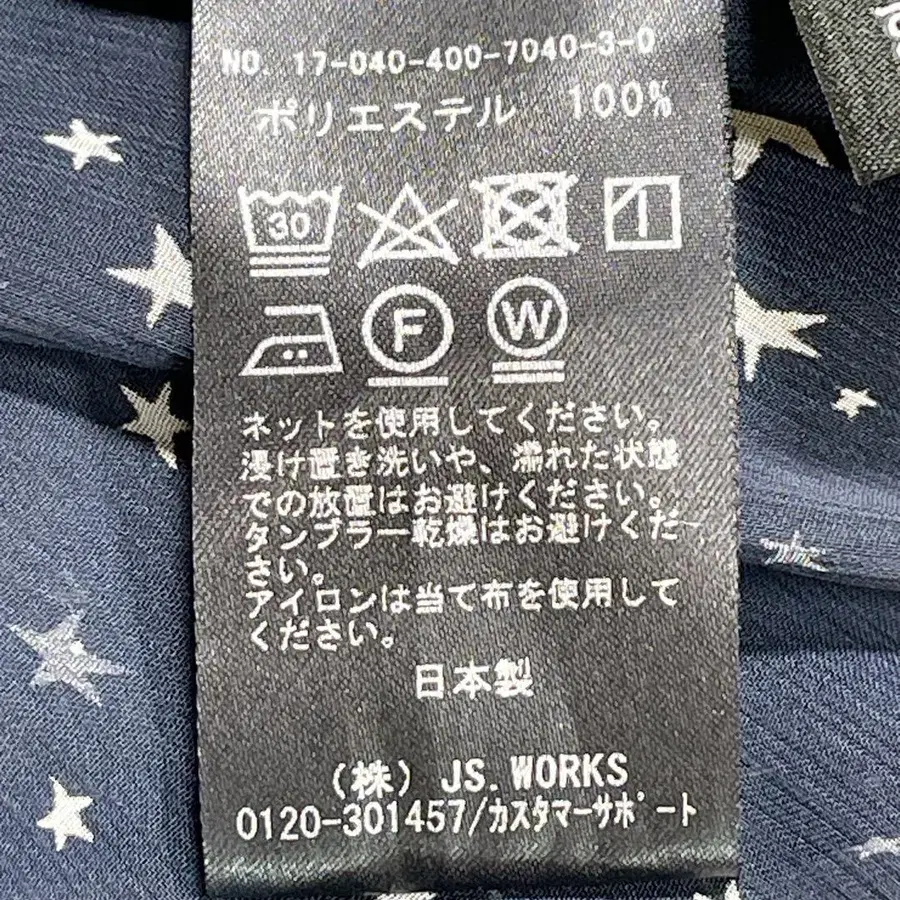 NO. 17-040-400-7040-3-0
ポリエステル 100%
30
F W
ネットを使用してください。
浸け置き洗いや、濡れた状態
での放置はお避けください。
タンブラー乾燥はお避けくだ
さい。
アイロンは当て布を使用して
ください。
日本製
(株) JS.WORKS
0120-301457/カスタマーサポート